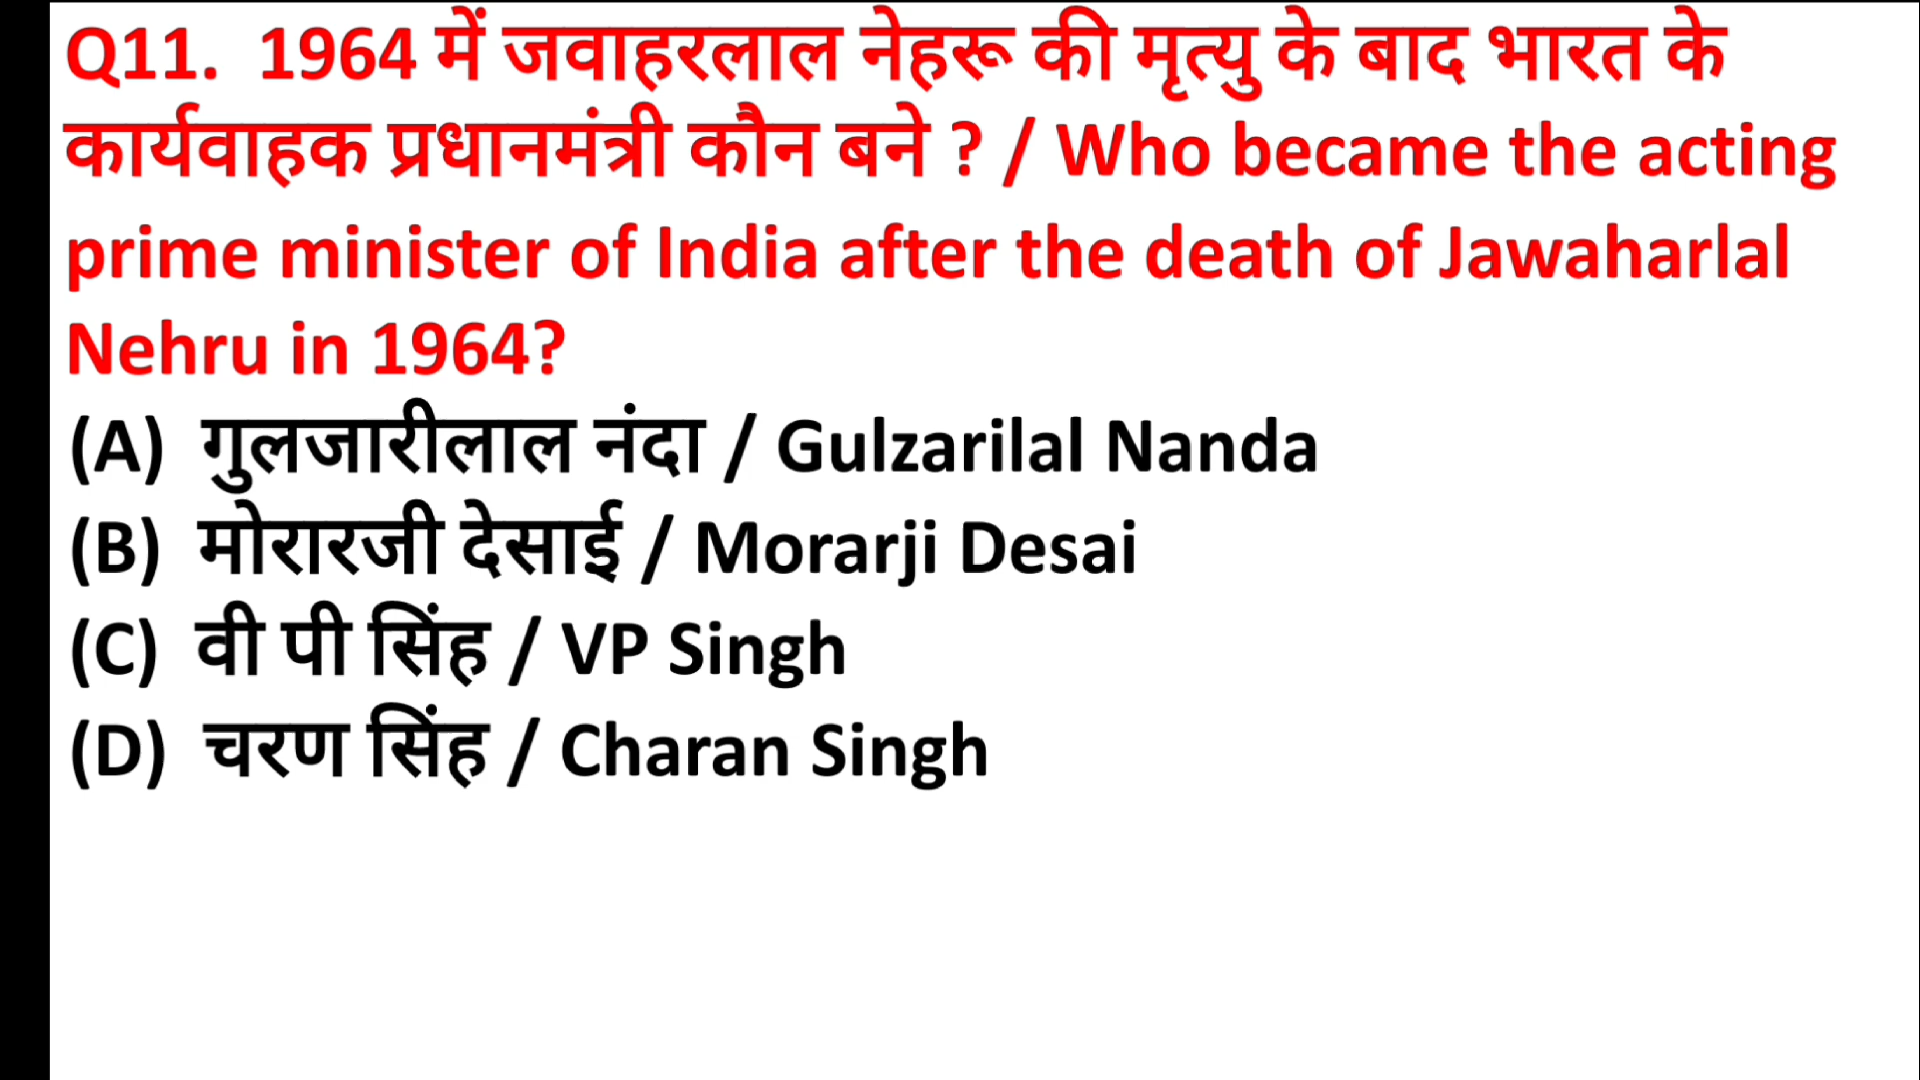 Q11. 1964 में जवाहरलाल नेहरू की मृत्यु के बाद भारत के
कार्यवाहक प्रधानमंत्री कौन बने ? / Who became the acting
prime minister of India after the death of Jawaharlal
Nehru in 1964?
(A) गुलजारीलाल नंदा / Gulzarilal Nanda
(B) मोरारजी देसाई / Morarji Desai
(C) वी पी सिंह / VP Singh
(D) चरण सिंह / Charan Singh